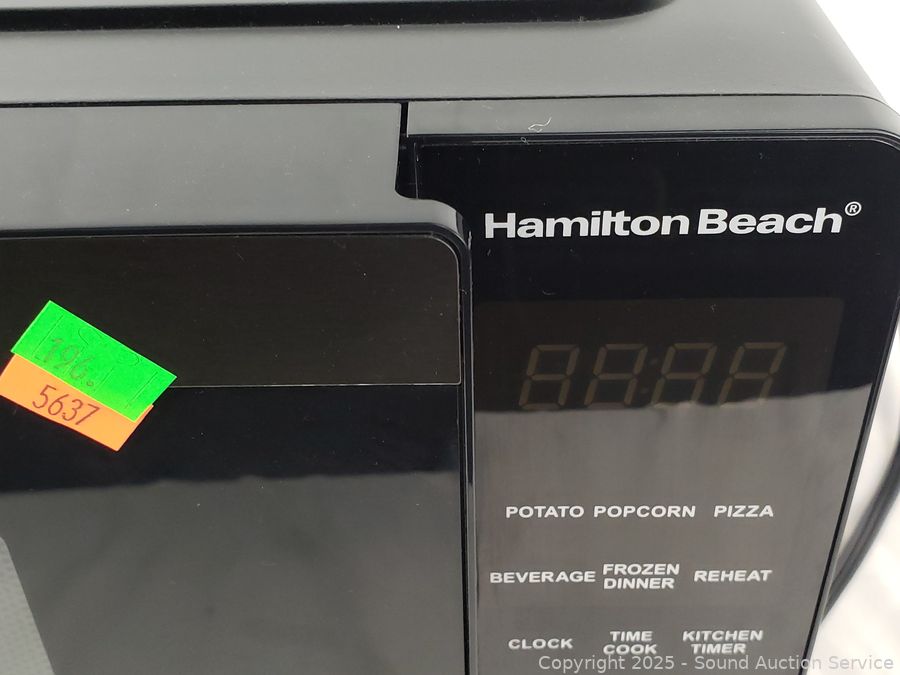 Hamilton Beach®
196.
5637
POTATO POPCORN PIZZA
BEVERAGE FROZEN DINNER REHEAT
CLOCK TIME COOK KITCHEN TIMER
Copyright 2025 - Sound Auction Service